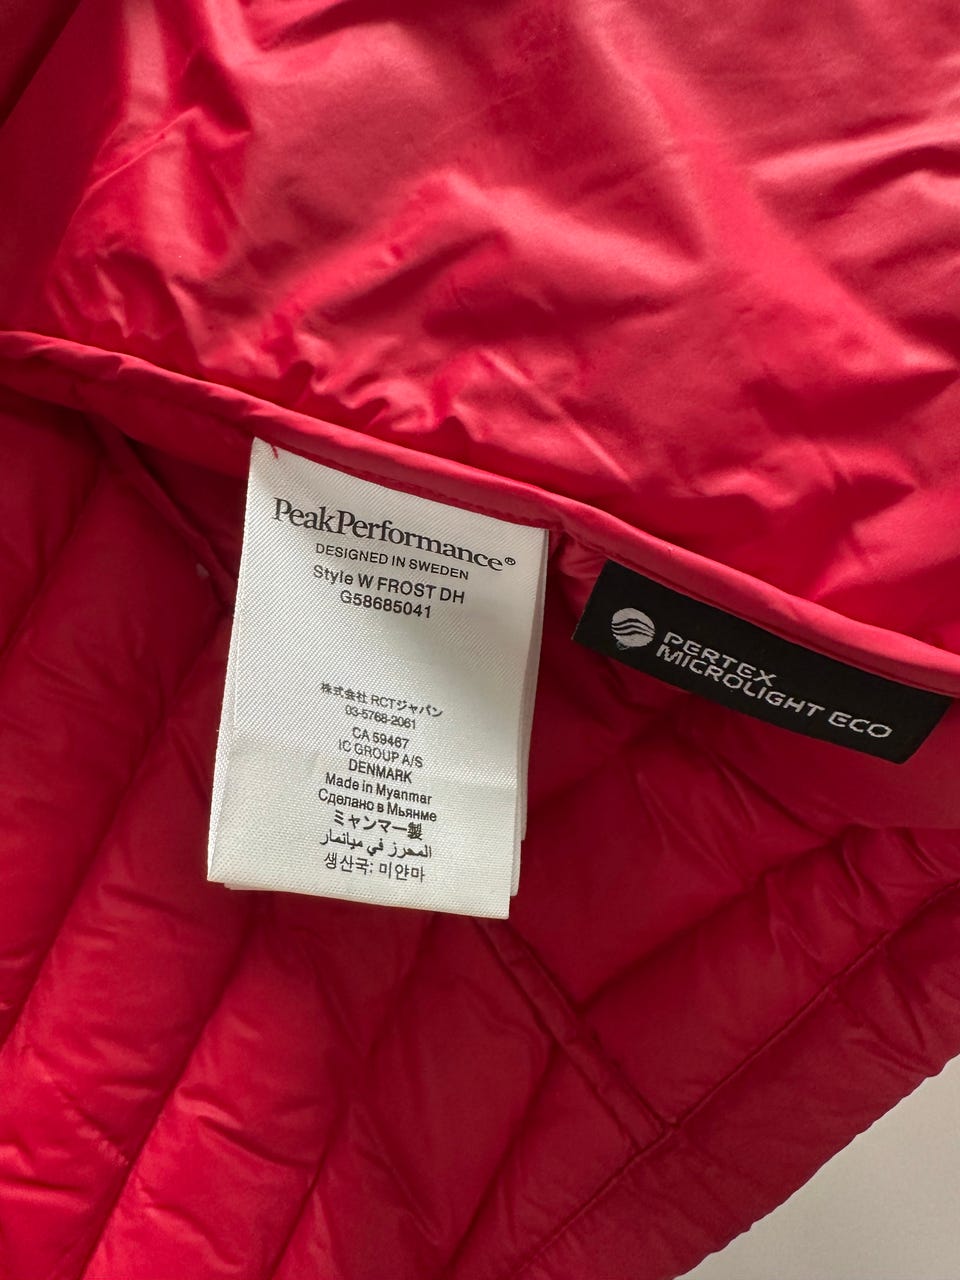 PeakPerformance®
DESIGNED IN SWEDEN
Style W FROST DH
G58685041
株式会社 RCTジャパン
03-5768-2061
CA 59467
IC GROUP A/S
DENMARK
Made in Myanmar
Сделано в Мьянме
ミャンマー製
المحرز في ميانمار
생산국: 미얀마
PERTEX
MICROLIGHT ECO